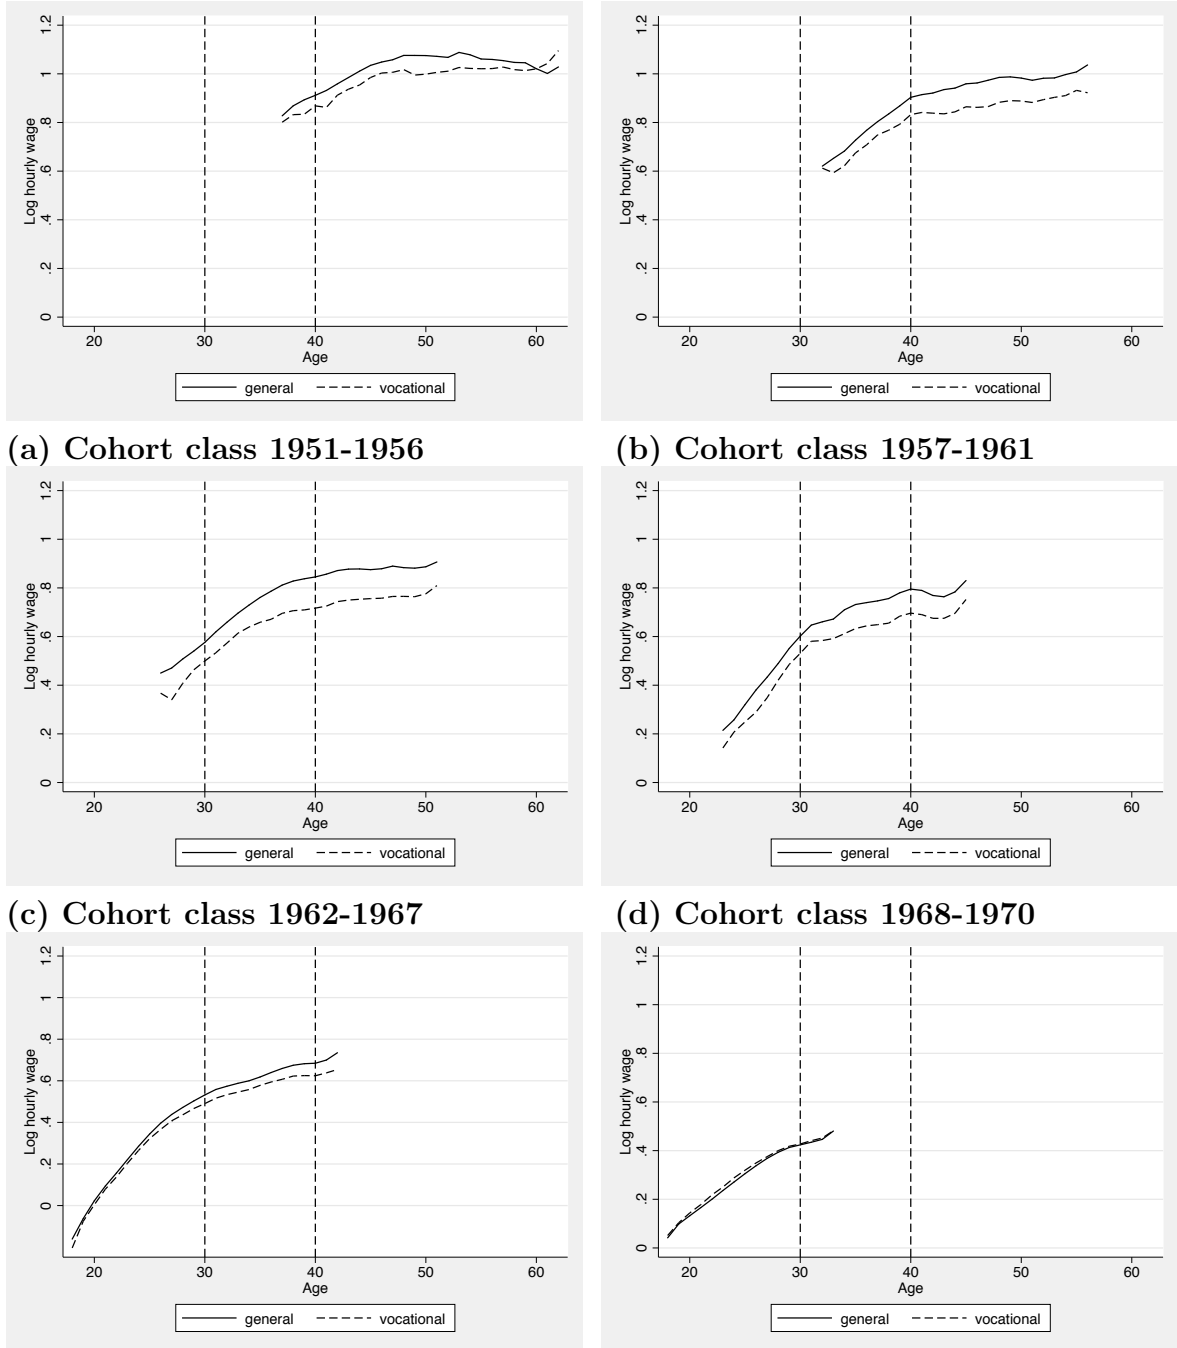 Log hourly wage
0 .2 .4 .6 .8 1 1.2
20 30 40 50 60
Age
general vocational
Log hourly wage
0 .2 .4 .6 .8 1 1.2
20 30 40 50 60
Age
general vocational
(a) Cohort class 1951-1956
(b) Cohort class 1957-1961
Log hourly wage
0 .2 .4 .6 .8 1 1.2
20 30 40 50 60
Age
general vocational
Log hourly wage
0 .2 .4 .6 .8 1 1.2
20 30 40 50 60
Age
general vocational
(c) Cohort class 1962-1967
(d) Cohort class 1968-1970
Log hourly wage
0 .2 .4 .6 .8 1 1.2
20 30 40 50 60
Age
general vocational
Log hourly wage
0 .2 .4 .6 .8 1 1.2
20 30 40 50 60
Age
general vocational